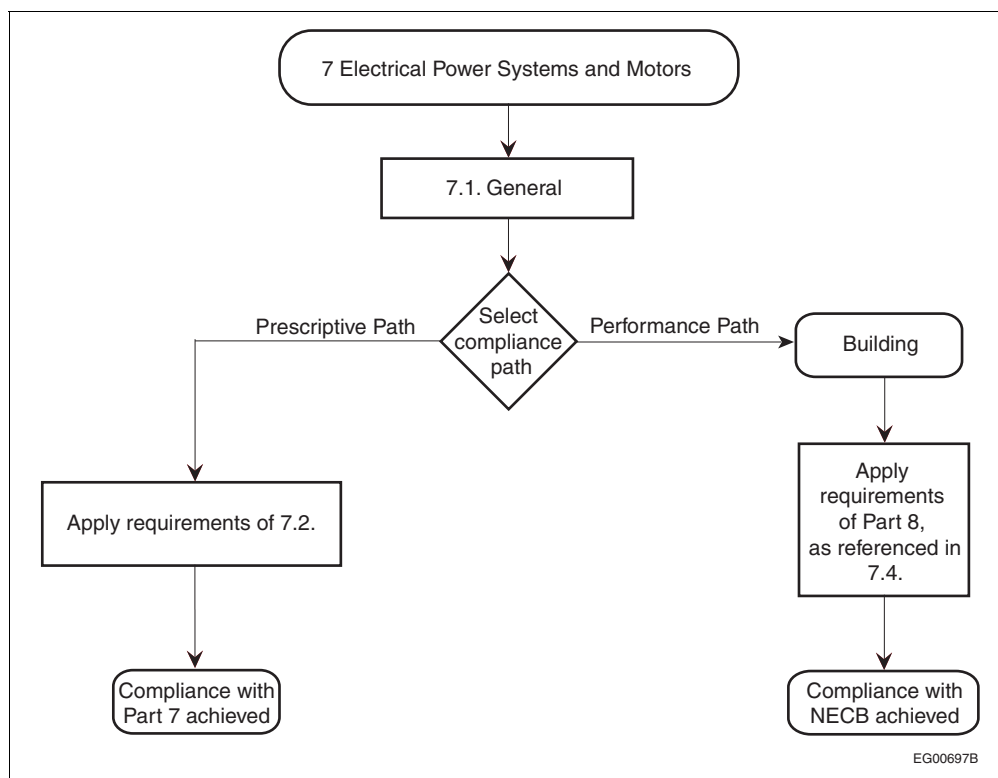 7 Electrical Power Systems and Motors
7.1. General
Select
compliance
path
Prescriptive Path
Performance Path
Building
Apply requirements of 7.2.
Apply
requirements
of Part 8,
as referenced in
7.4.
Compliance with
Part 7 achieved
Compliance with
NECB achieved
EG00697B